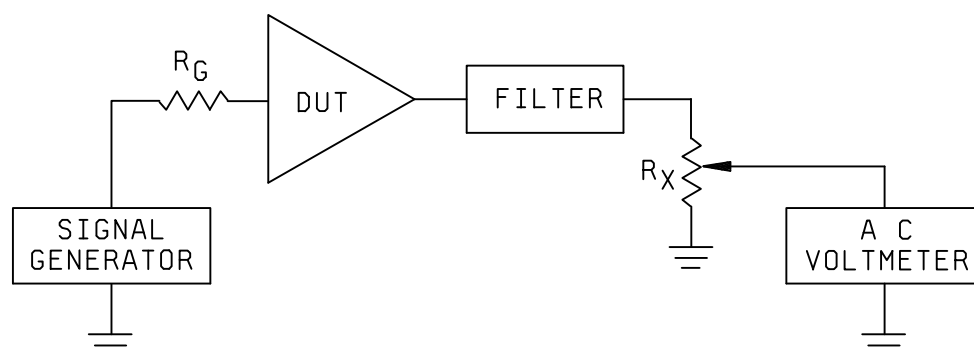 R_G
DUT
FILTER
R_X
SIGNAL
GENERATOR
A C
VOLTMETER